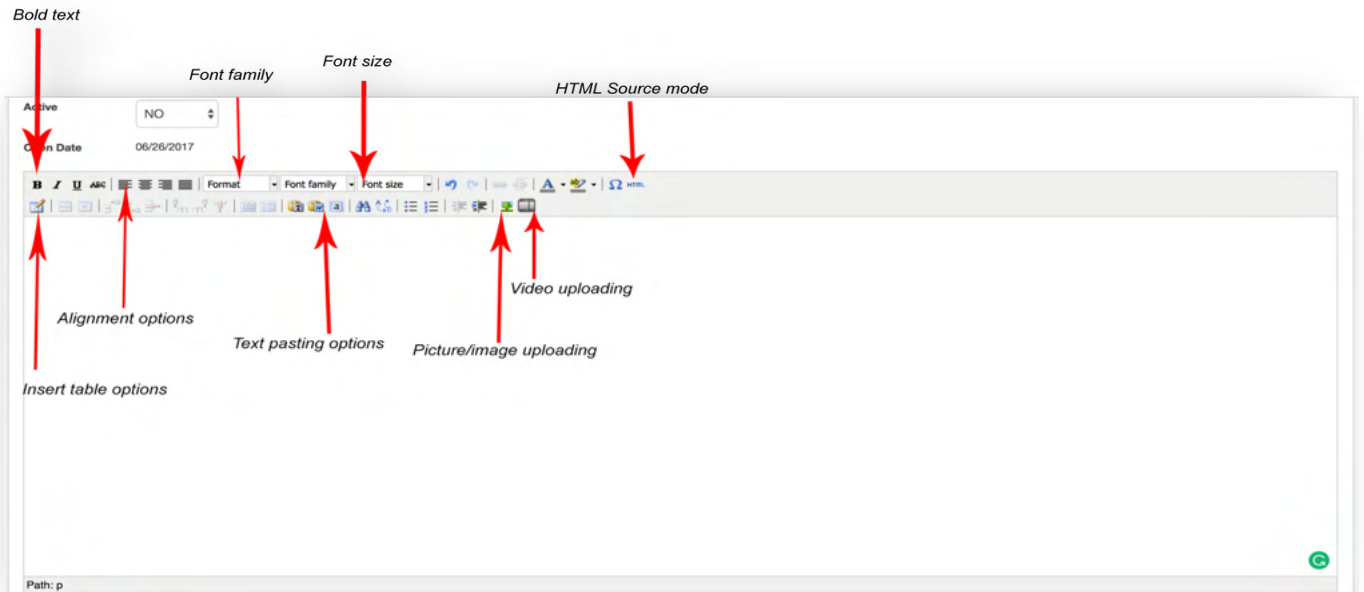 Bold text
Font size
Font family
HTML Source mode
Active NO
Open Date 06/26/2017
B I U ABC Format Font family Font size A ab Ω HTML
Video uploading
Alignment options
Text pasting options
Picture/image uploading
Insert table options
Path: p